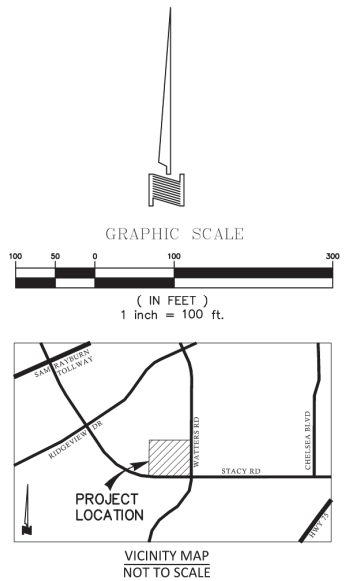 N
GRAPHIC SCALE
100 50 0 100 300
( IN FEET )
1 inch = 100 ft.
SAM RAYBURN
TOLLWAY
RIDGEVIEW DR
WATTERS RD
CHELSEA BLVD
STACY RD
PROJECT
LOCATION
HWY 75
VICINITY MAP
NOT TO SCALE